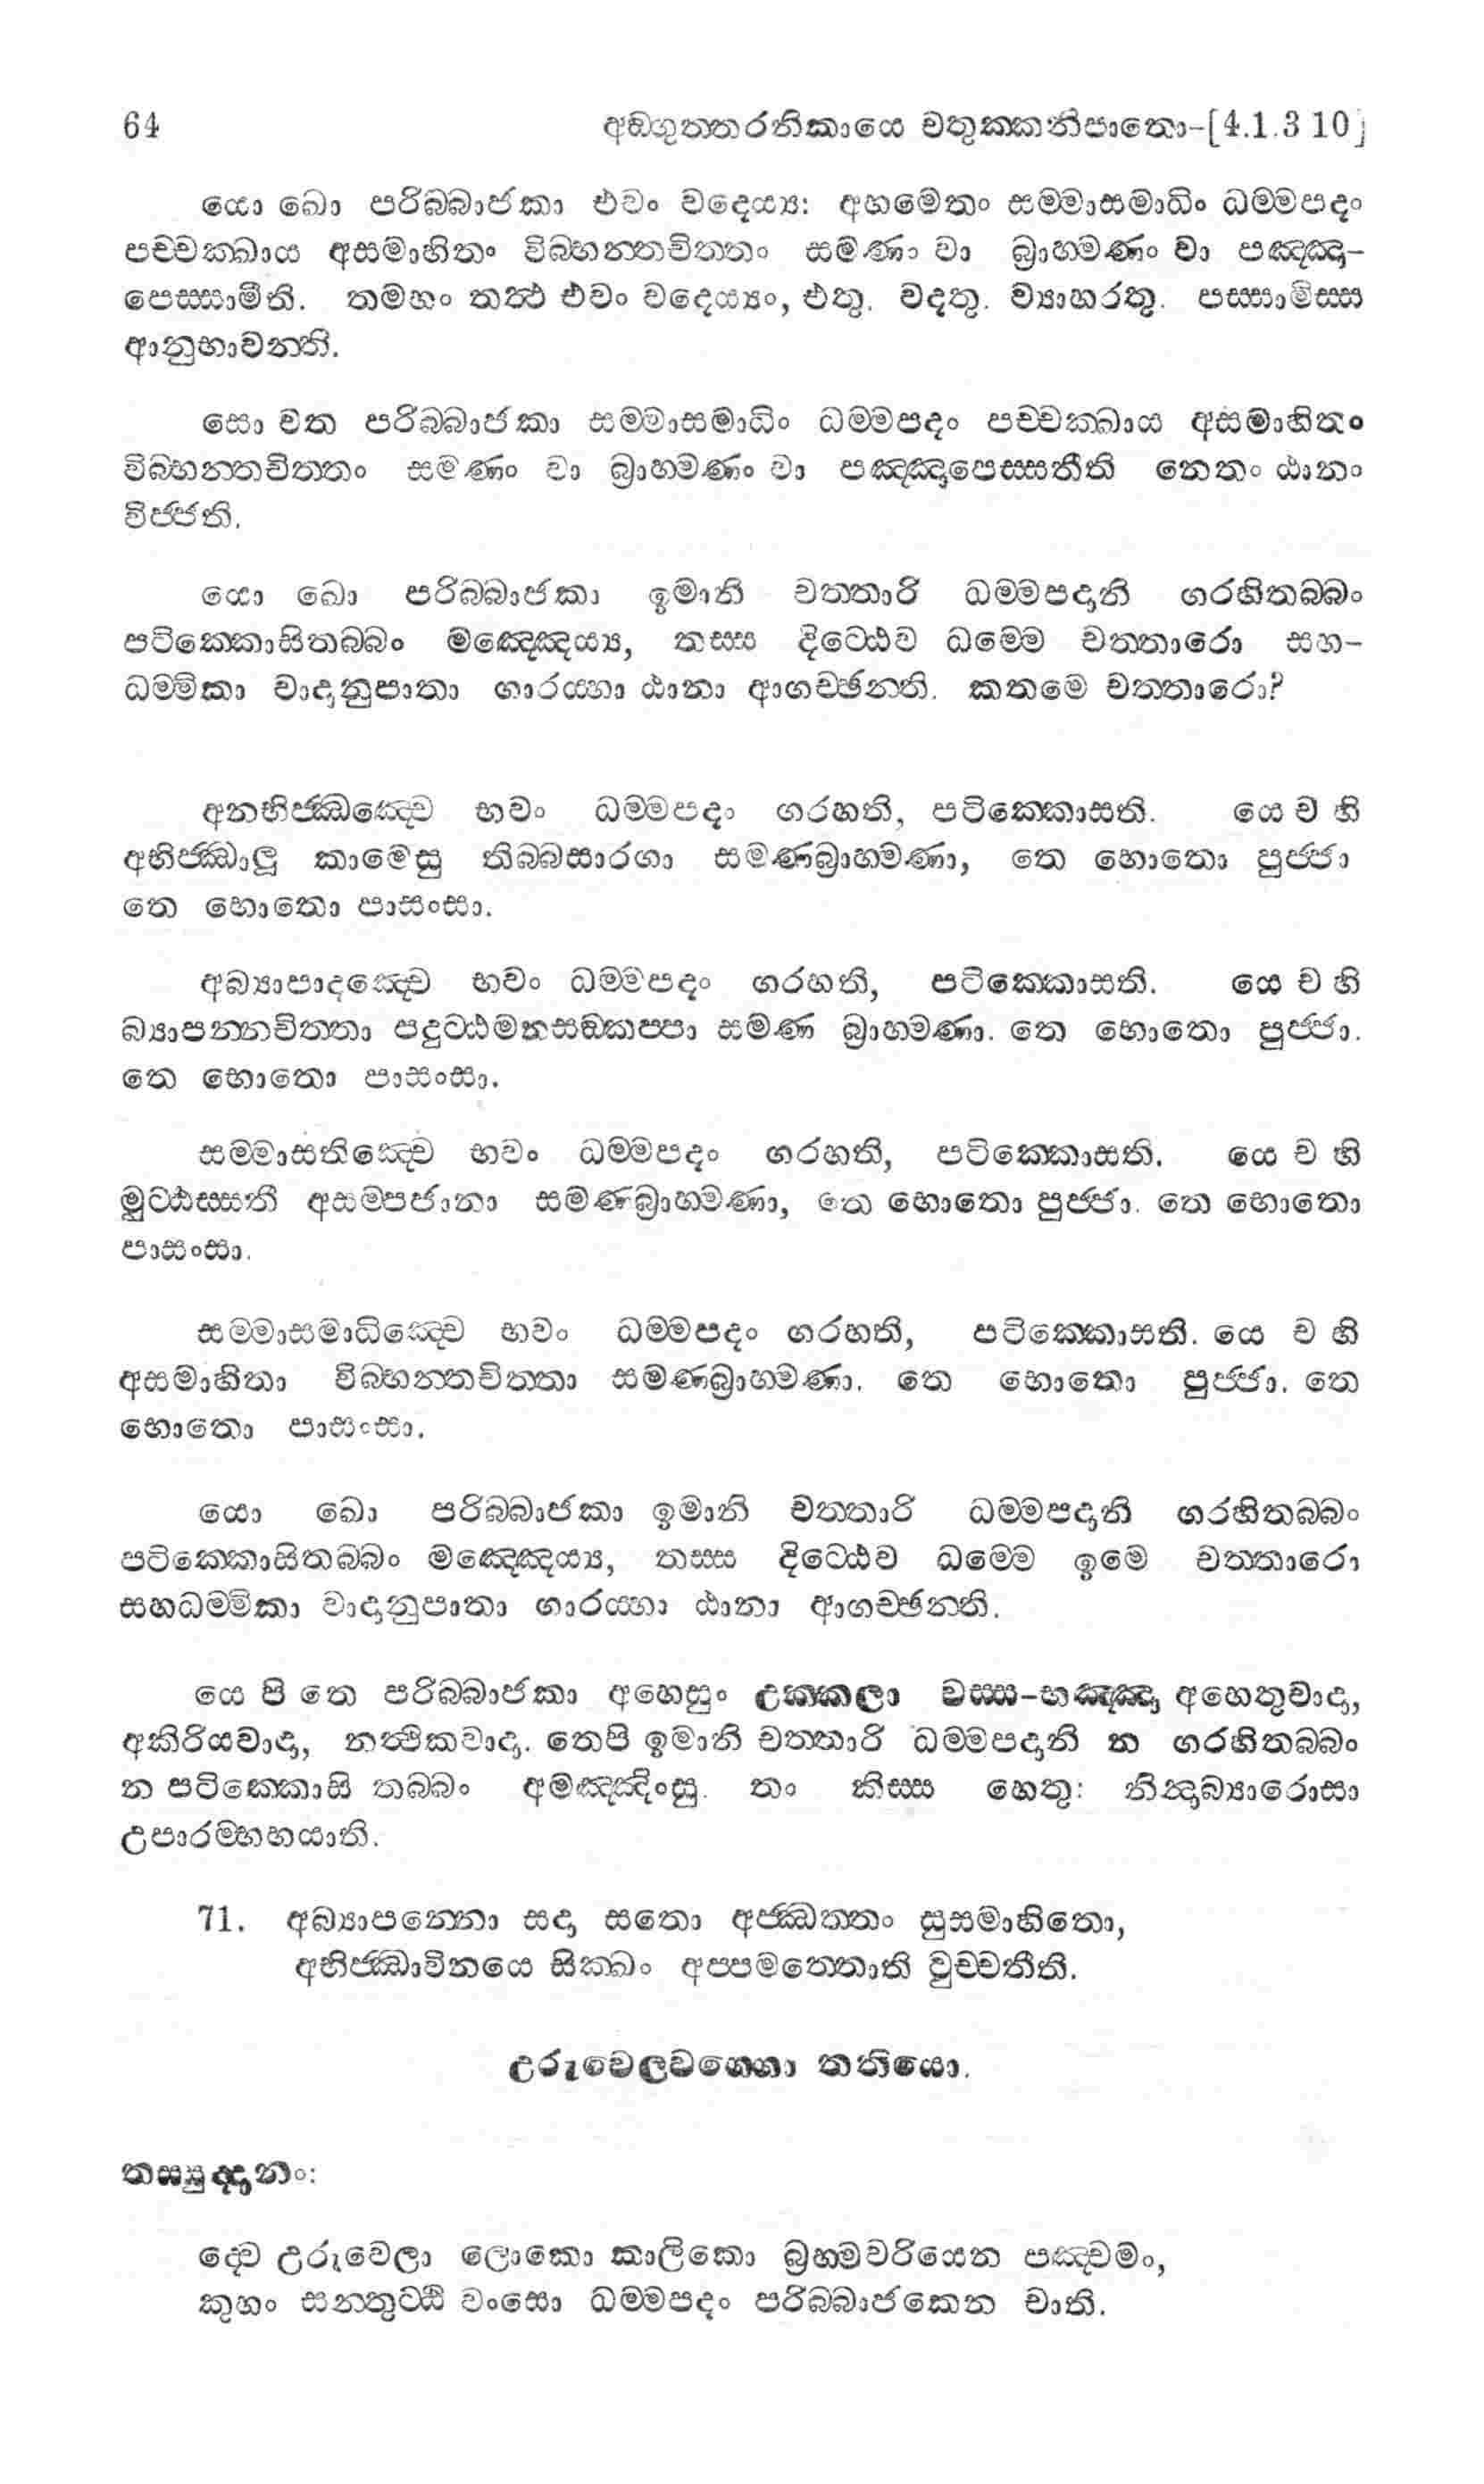 64 අඞ්ගුත්තරනිකායෙ චතුක්කනිපාතො-[4.1.3 10]
යො ඛො පරිබ්බාජකා එවං වදෙය්‍ය: අහමෙතං සම්මාසමාධිං ධම්මපදං
පච්චක්ඛාය අසමාහිතං විබ්භන්තචිත්තං සමණං වා බ්‍රාහ්මණං වා පඤ්ඤා-
පෙස්සාමීති. තමහං තත්‍ථ එවං වදෙය්‍යං, එතු. වදතු. ව්‍යාහරතු. පස්සාමිස්ස
ආනුභාවන්ති.
සො වත පරිබ්බාජකා සම්මාසමාධිං ධම්මපදං පච්චක්ඛාය අසමාහිතං
විබ්භන්තචිත්තං සමණං වා බ්‍රාහ්මණං වා පඤ්ඤාපෙස්සතීති නෙතං ඨානං
විජ්ජති.
යො ඛො පරිබ්බාජකා ඉමානි චත්තාරි ධම්මපදානි ගරහිතබ්බං
පටික්කොසිතබ්බං මඤ්ඤෙය්‍ය, තස්ස දිට්ඨෙව ධම්මෙ චත්තාරො සහ-
ධම්මිකා වාදානුපාතා ගාරය්හා ඨානා ආගච්ඡන්ති. කතමෙ චත්තාරො?
අනභිජ්ඣඤ්චෙ භවං ධම්මපදං ගරහති, පටික්කොසති. යෙ ච හි
අභිජ්ඣාලූ කාමෙසු තිබ්බසාරගා සමණබ්‍රාහ්මණා, තෙ භොතො පුජ්ජා
තෙ භොතො පාසංසා.
අබ්‍යාපාදඤ්චෙ භවං ධම්මපදං ගරහති, පටික්කොසති. යෙ ච හි
බ්‍යාපන්නචිත්තා පදුට්ඨමනසඞ්කප්පා සමණ බ්‍රාහ්මණා. තෙ භොතො පුජ්ජා.
තෙ භොතො පාසංසා.
සම්මාසතිඤ්චෙ භවං ධම්මපදං ගරහති, පටික්කොසති. යෙ ච හි
මුට්ඨස්සතී අසම්පජානා සමණබ්‍රාහ්මණා, තෙ භොතො පුජ්ජා. තෙ භොතො
පාසංසා.
සම්මාසමාධිඤ්චෙ භවං ධම්මපදං ගරහති, පටික්කොසති. යෙ ච හි
අසමාහිතා විබ්භන්තචිත්තා සමණබ්‍රාහ්මණා. තෙ භොතො පුජ්ජා. තෙ
භොතො පාසංසා.
යො ඛො පරිබ්බාජකා ඉමානි චත්තාරි ධම්මපදානි ගරහිතබ්බං
පටික්කොසිතබ්බං මඤ්ඤෙය්‍ය, තස්ස දිට්ඨෙව ධම්මෙ ඉමෙ චත්තාරො
සහධම්මිකා වාදානුපාතා ගාරය්හා ඨානා ආගච්ඡන්ති.
යෙ පි තෙ පරිබ්බාජකා අහෙසුං උක්කලා වස්ස-භඤ්ඤා අහෙතුවාදා,
අකිරියවාදා, නත්‍ථිකවාදා. තෙපි ඉමානි චත්තාරි ධම්මපදානි න ගරහිතබ්බං
න පටික්කොසි තබ්බං අමඤ්ඤිංසු. තං කිස්ස හෙතු: නින්‍දාබ්‍යාරොසා
උපාරම්භභයාති.
71. අබ්‍යාපන්නො සදා සතො අජ්ඣත්තං සුසමාහිතො,
අභිජ්ඣාවිනයෙ සික්ඛං අප්පමත්තොති වුච්චතීති.
උරුවෙලවග්ගො තතියො.
තස්සුද්දානං:
ද්වෙ උරුවෙලා ලොකො කාලිකො බ්‍රහ්මචරියෙන පඤ්චමං,
කුහං සන්තුට්ඨි වංසො ධම්මපදං පරිබ්බාජකෙන චාති.